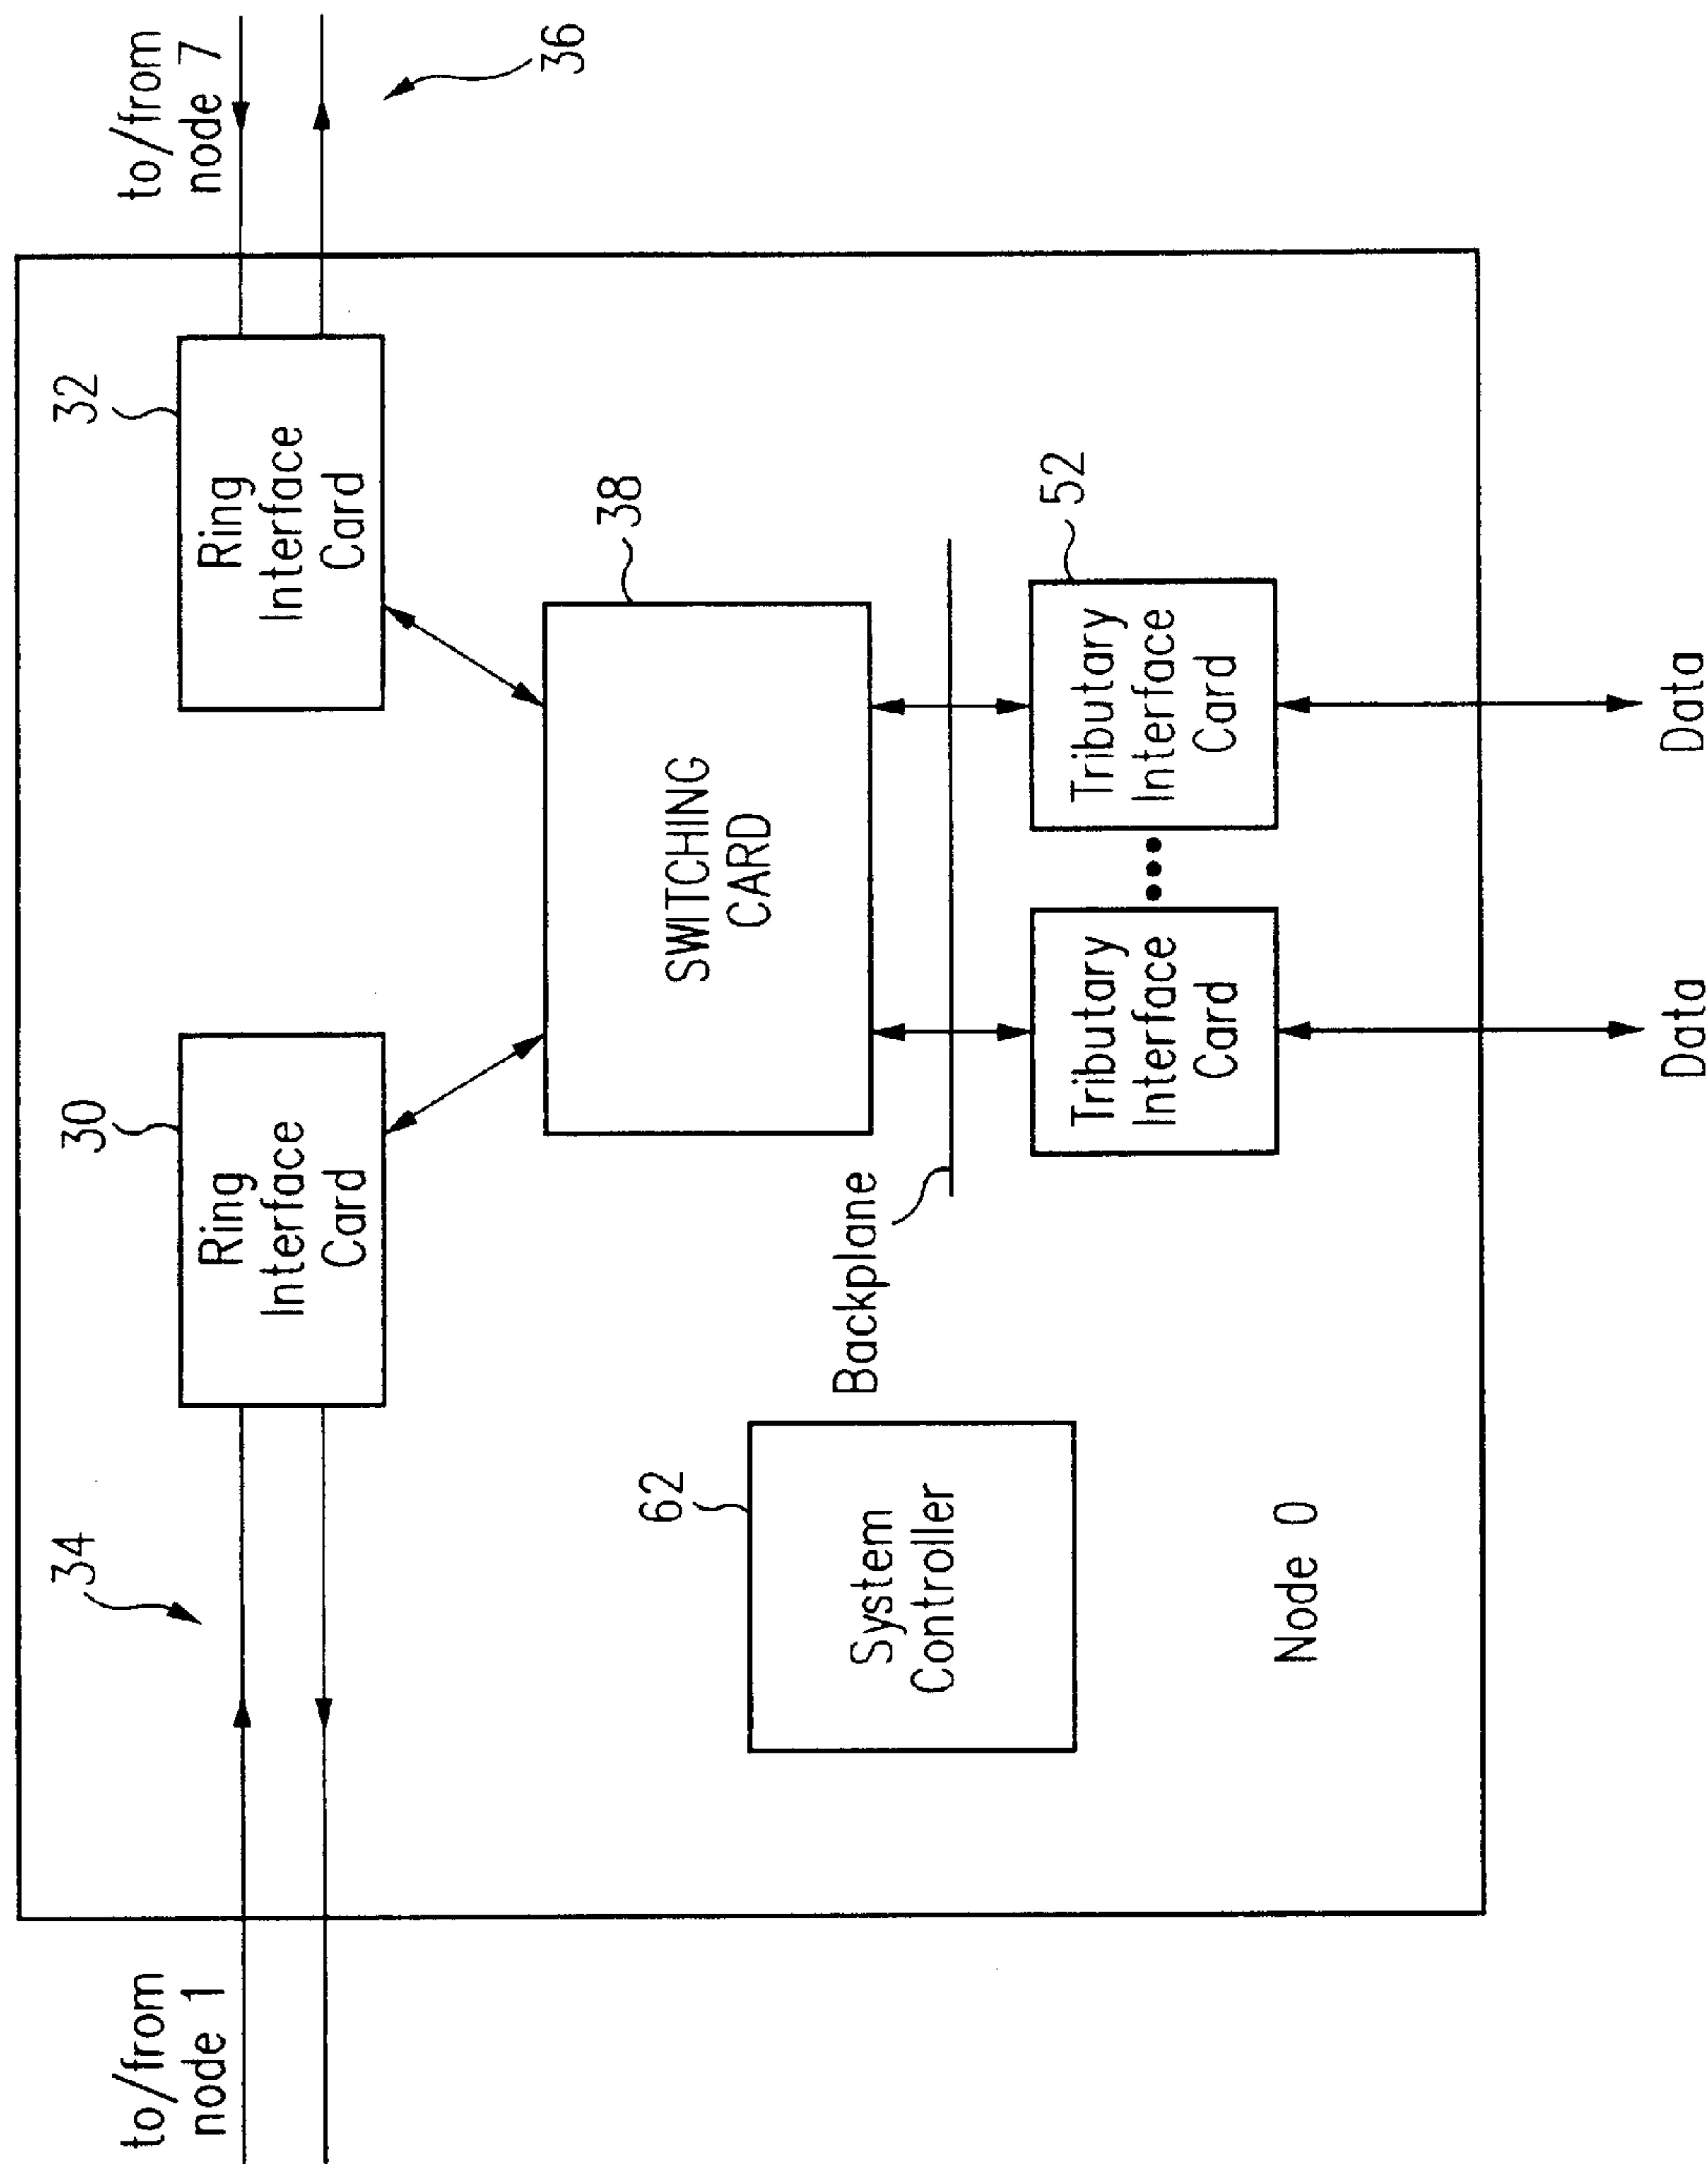 to/from
node 1
34
30
Ring
Interface
Card
32
Ring
Interface
Card
to/from
node 7
36
38
SWITCHING
CARD
62
System
Controller
Backplane
52
Tributary
Interface
Card
Tributary
Interface
Card
Node 0
Data
Data